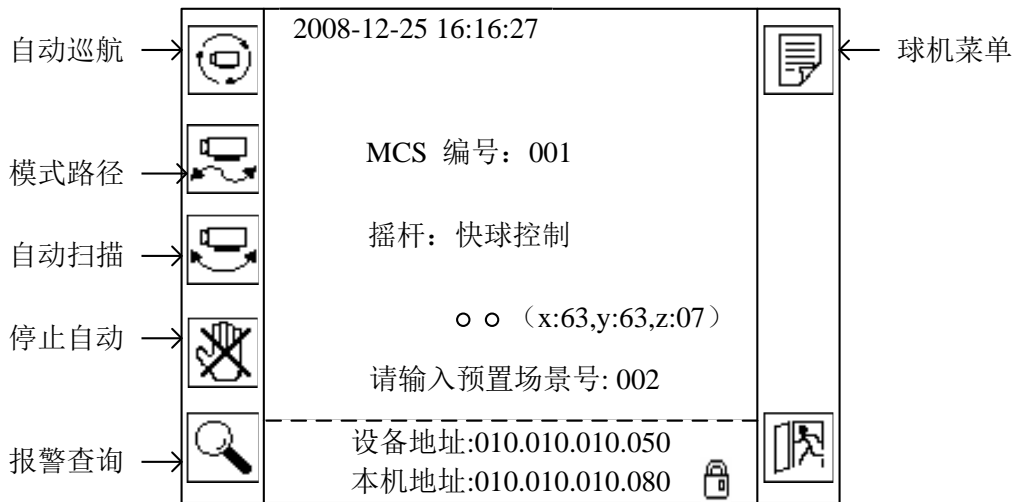 2008-12-25 16:16:27
自动巡航
球机菜单
MCS 编号：001
模式路径
摇杆：快球控制
自动扫描
（x:63,y:63,z:07）
停止自动
请输入预置场景号: 002
设备地址:010.010.010.050
报警查询
本机地址:010.010.010.080